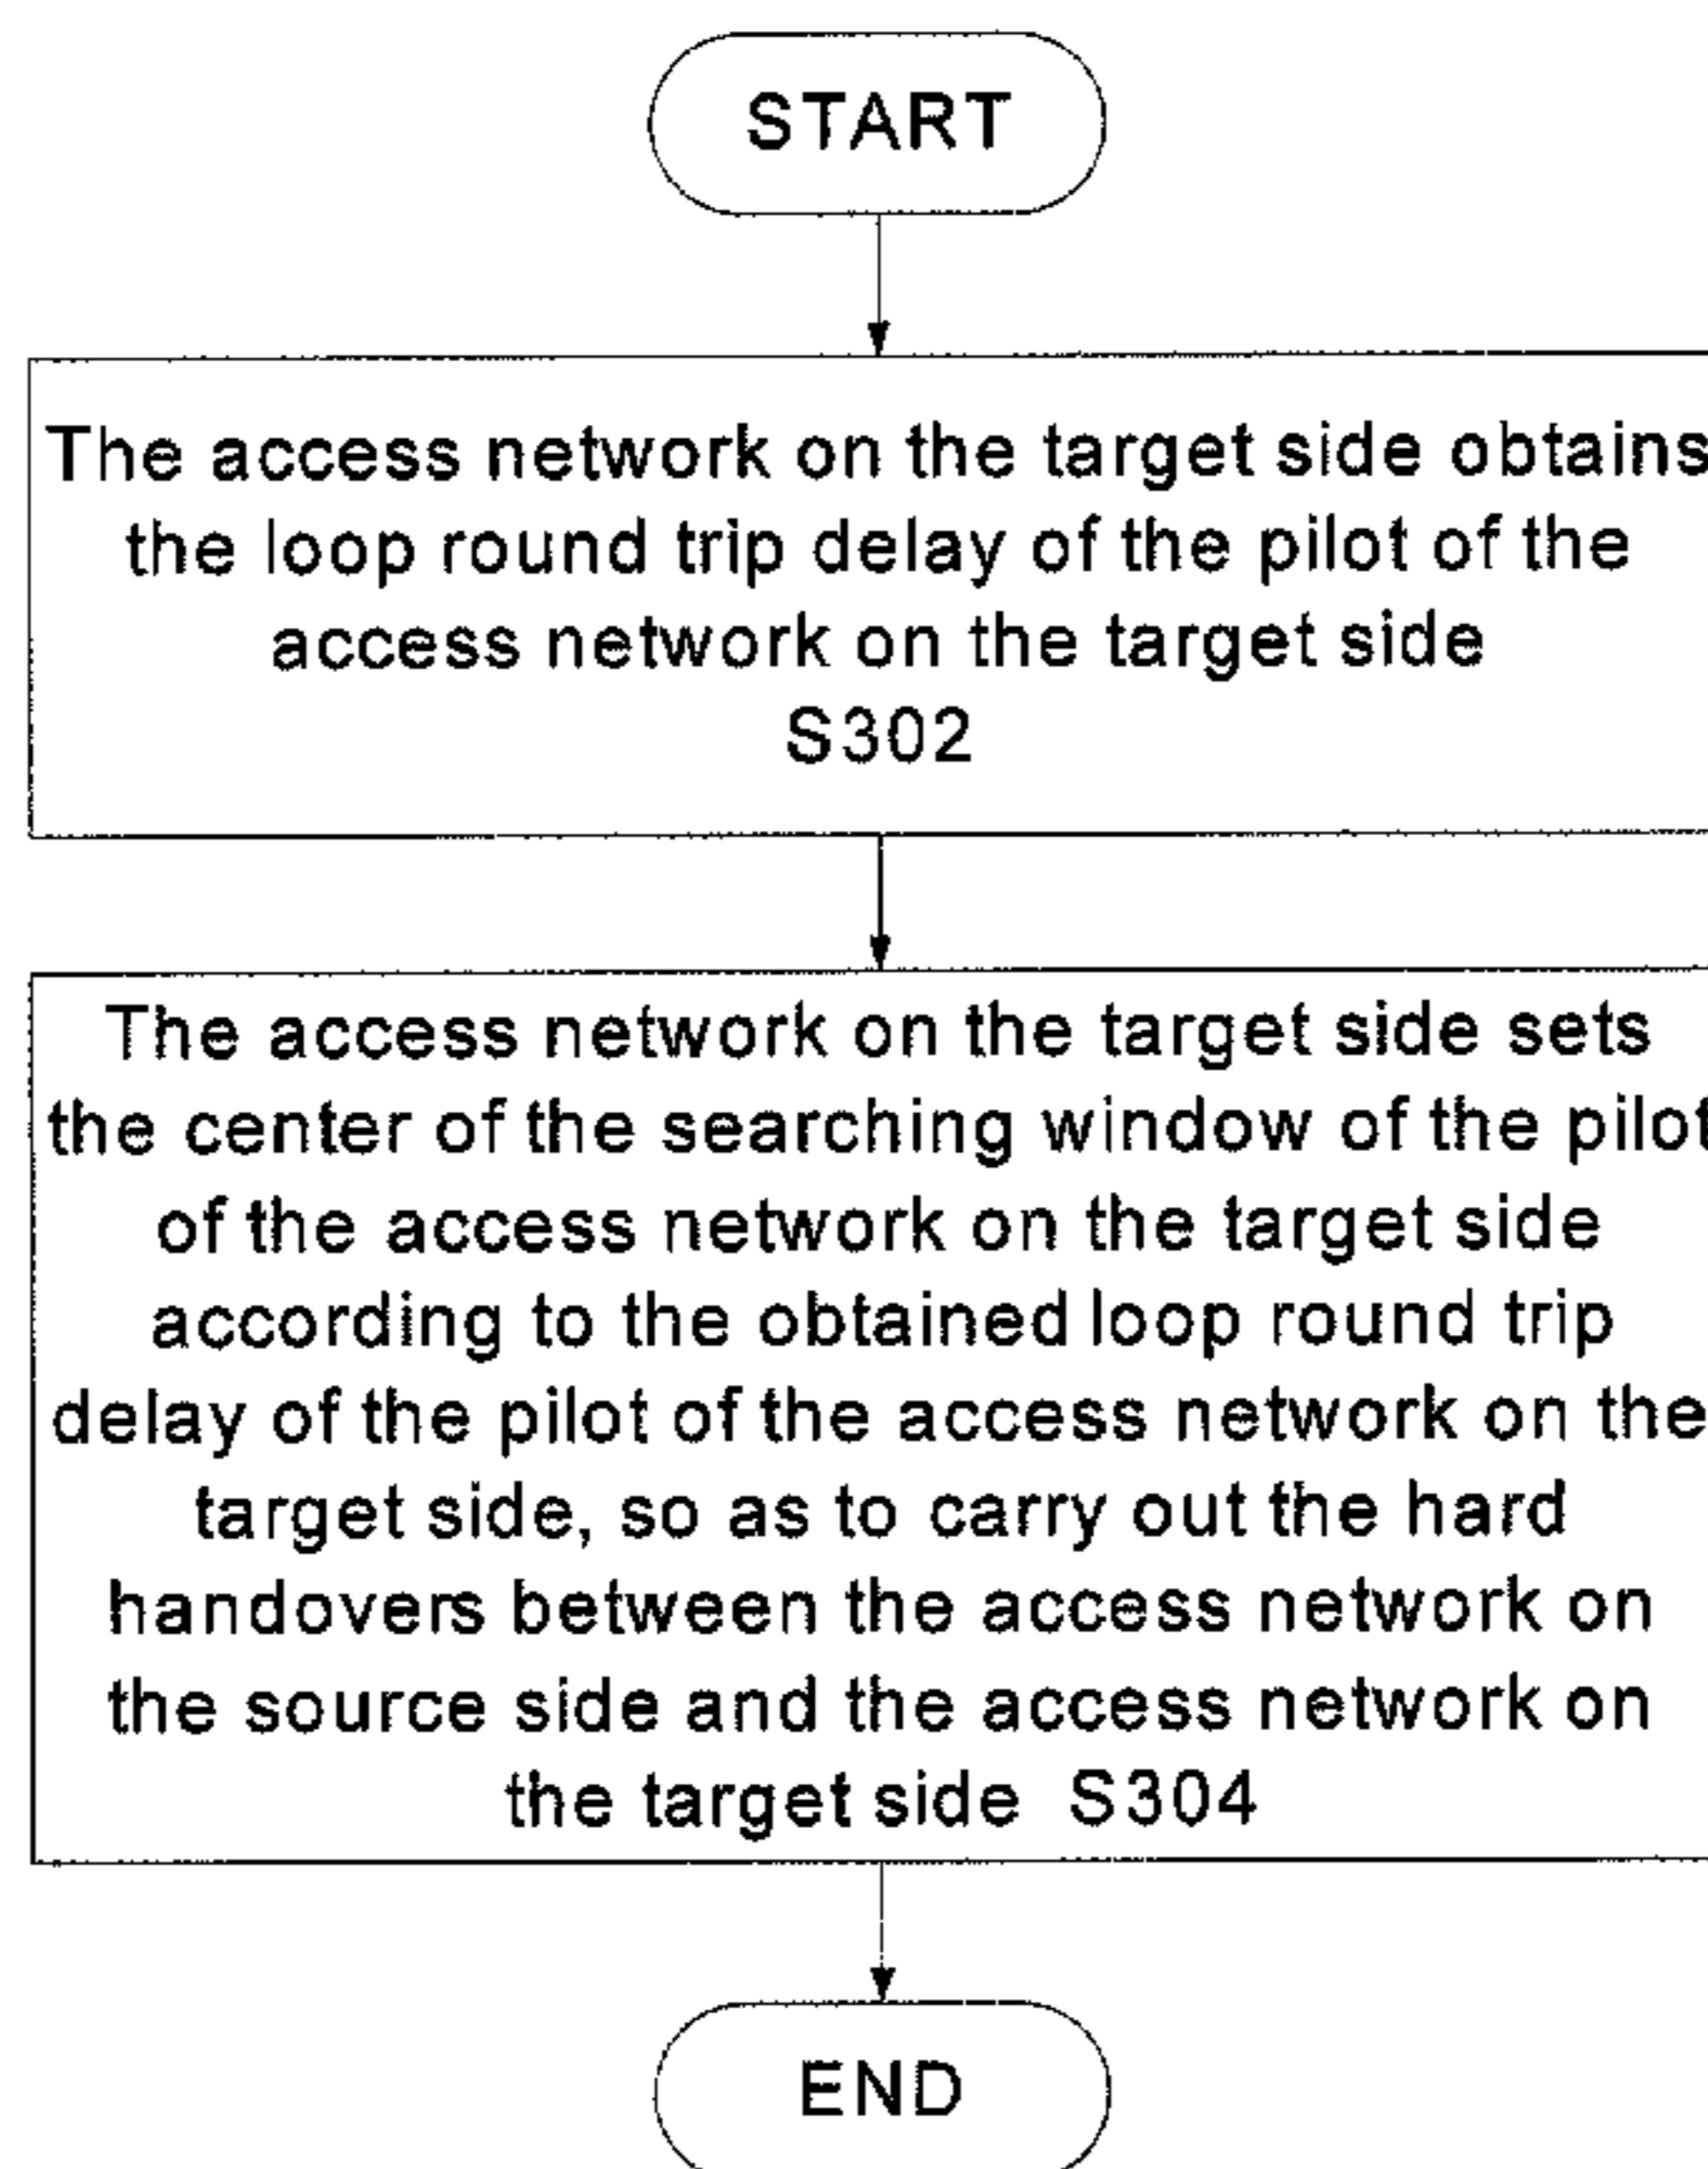 START
The access network on the target side obtains
the loop round trip delay of the pilot of the
access network on the target side
S302
The access network on the target side sets
the center of the searching window of the pilot
of the access network on the target side
according to the obtained loop round trip
delay of the pilot of the access network on the
target side, so as to carry out the hard
handovers between the access network on
the source side and the access network on
the target side S304
END